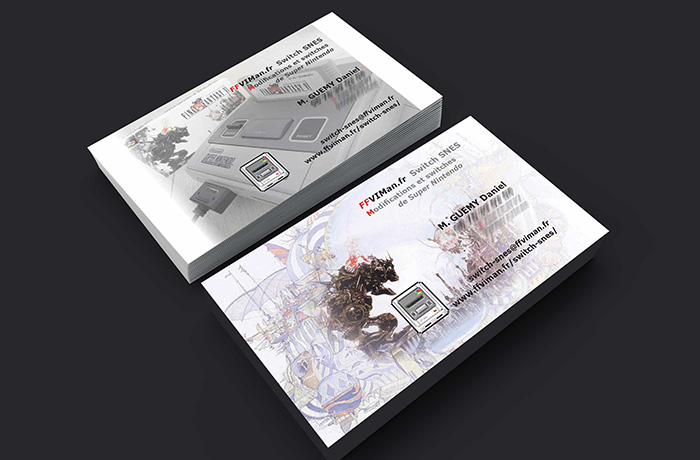 FFVIMan.fr Switch SNES
Modifications et switches
de Super Nintendo
M. GUEMY Daniel
switch-snes@ffviman.fr
www.ffviman.fr/switch-snes/
FINAL FANTASY
FFVIMan.fr Switch SNES
Modifications et switches
de Super Nintendo
M. GUEMY Daniel
switch-snes@ffviman.fr
www.ffviman.fr/switch-snes/